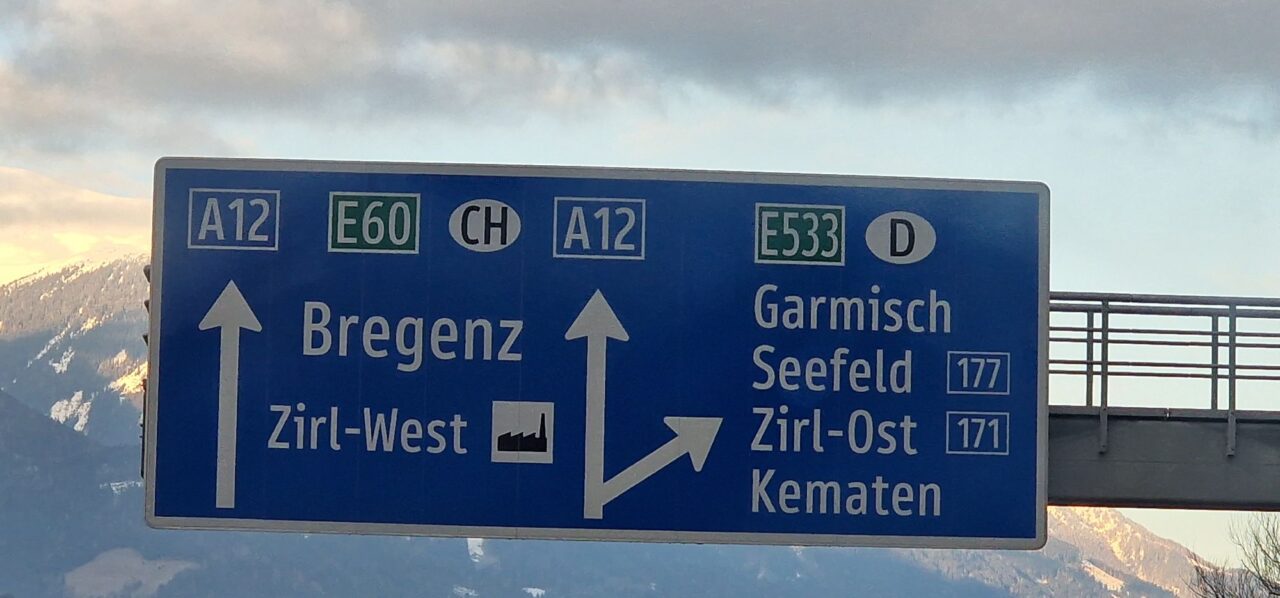 A12 E60 CH A12 E533 D
Bregenz
Zirl-West
Garmisch
Seefeld 177
Zirl-Ost 171
Kematen